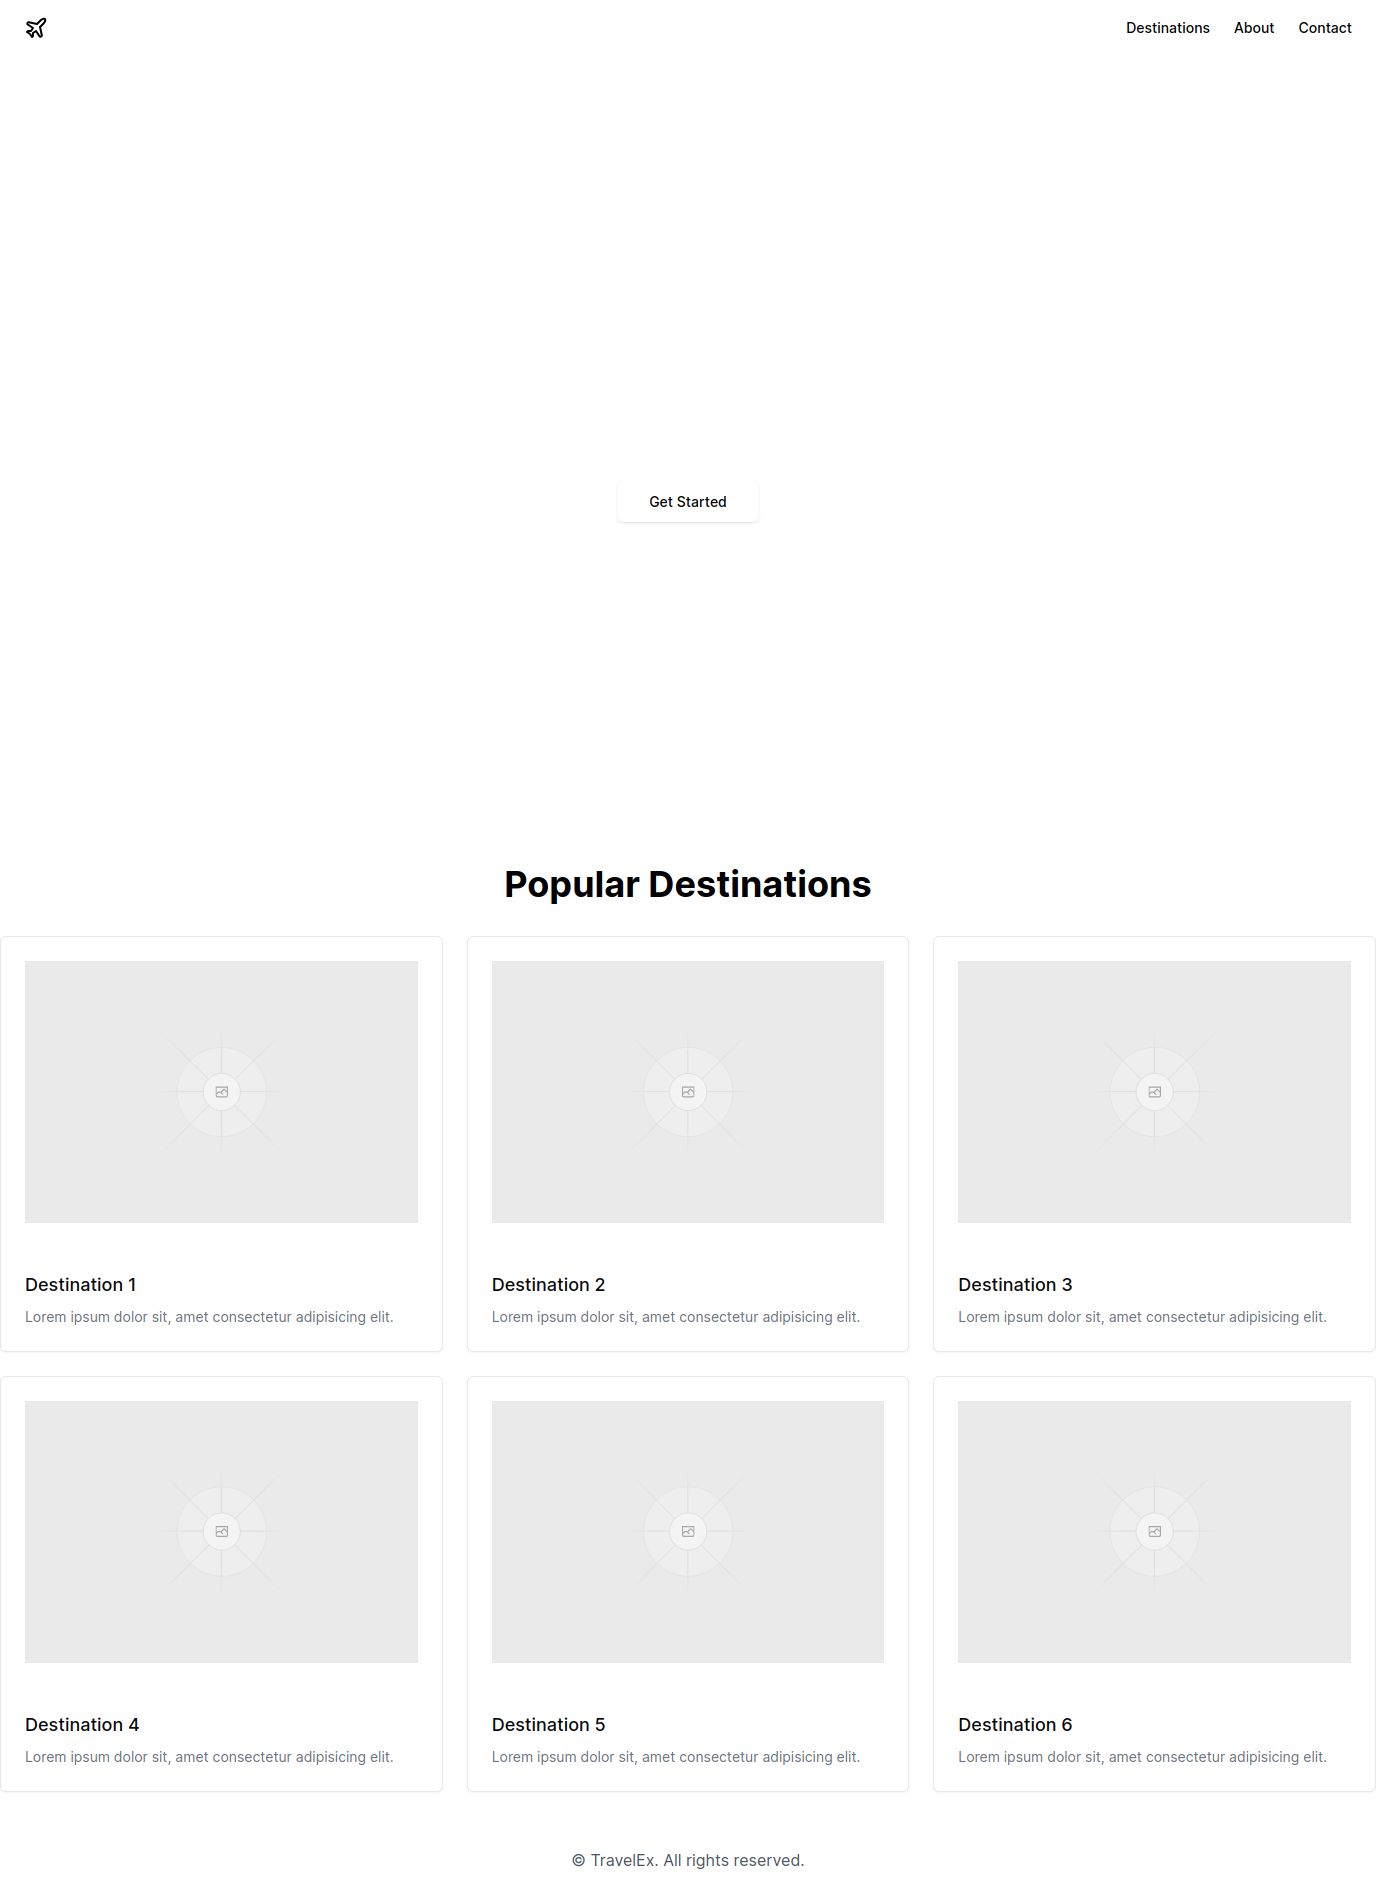 Destinations About Contact
Get Started
Popular Destinations
Destination 1
Lorem ipsum dolor sit, amet consectetur adipisicing elit.
Destination 2
Lorem ipsum dolor sit, amet consectetur adipisicing elit.
Destination 3
Lorem ipsum dolor sit, amet consectetur adipisicing elit.
Destination 4
Lorem ipsum dolor sit, amet consectetur adipisicing elit.
Destination 5
Lorem ipsum dolor sit, amet consectetur adipisicing elit.
Destination 6
Lorem ipsum dolor sit, amet consectetur adipisicing elit.
© TravelEx. All rights reserved.